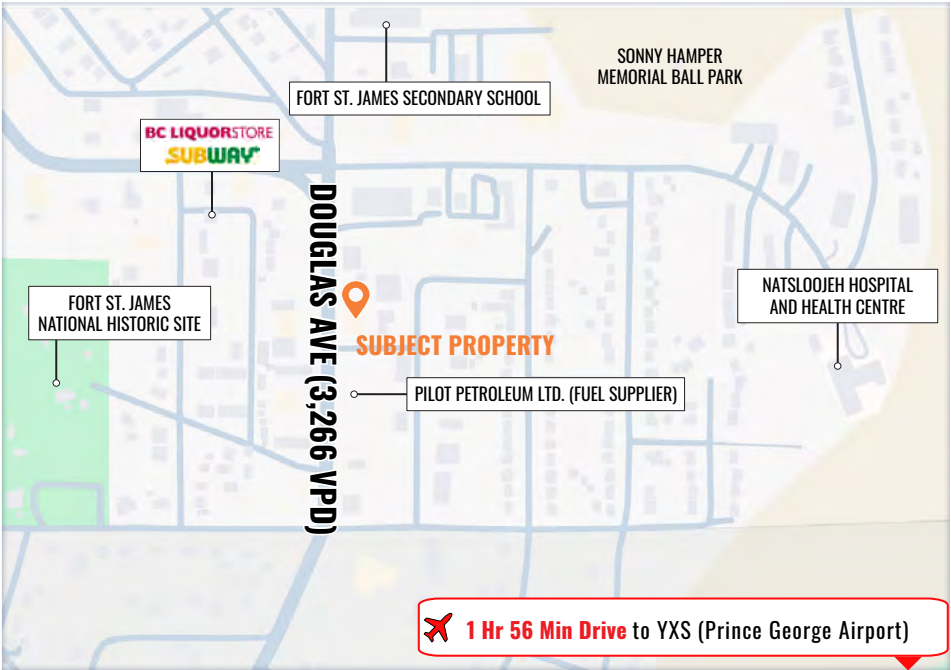 SONNY HAMPER
MEMORIAL BALL PARK
FORT ST. JAMES SECONDARY SCHOOL
BC LIQUORSTORE
SUBWAY
DOUGLAS AVE (3,266 VPD)
FORT ST. JAMES
NATIONAL HISTORIC SITE
NATSLOOJEH HOSPITAL
AND HEALTH CENTRE
SUBJECT PROPERTY
PILOT PETROLEUM LTD. (FUEL SUPPLIER)
1 Hr 56 Min Drive to YXS (Prince George Airport)